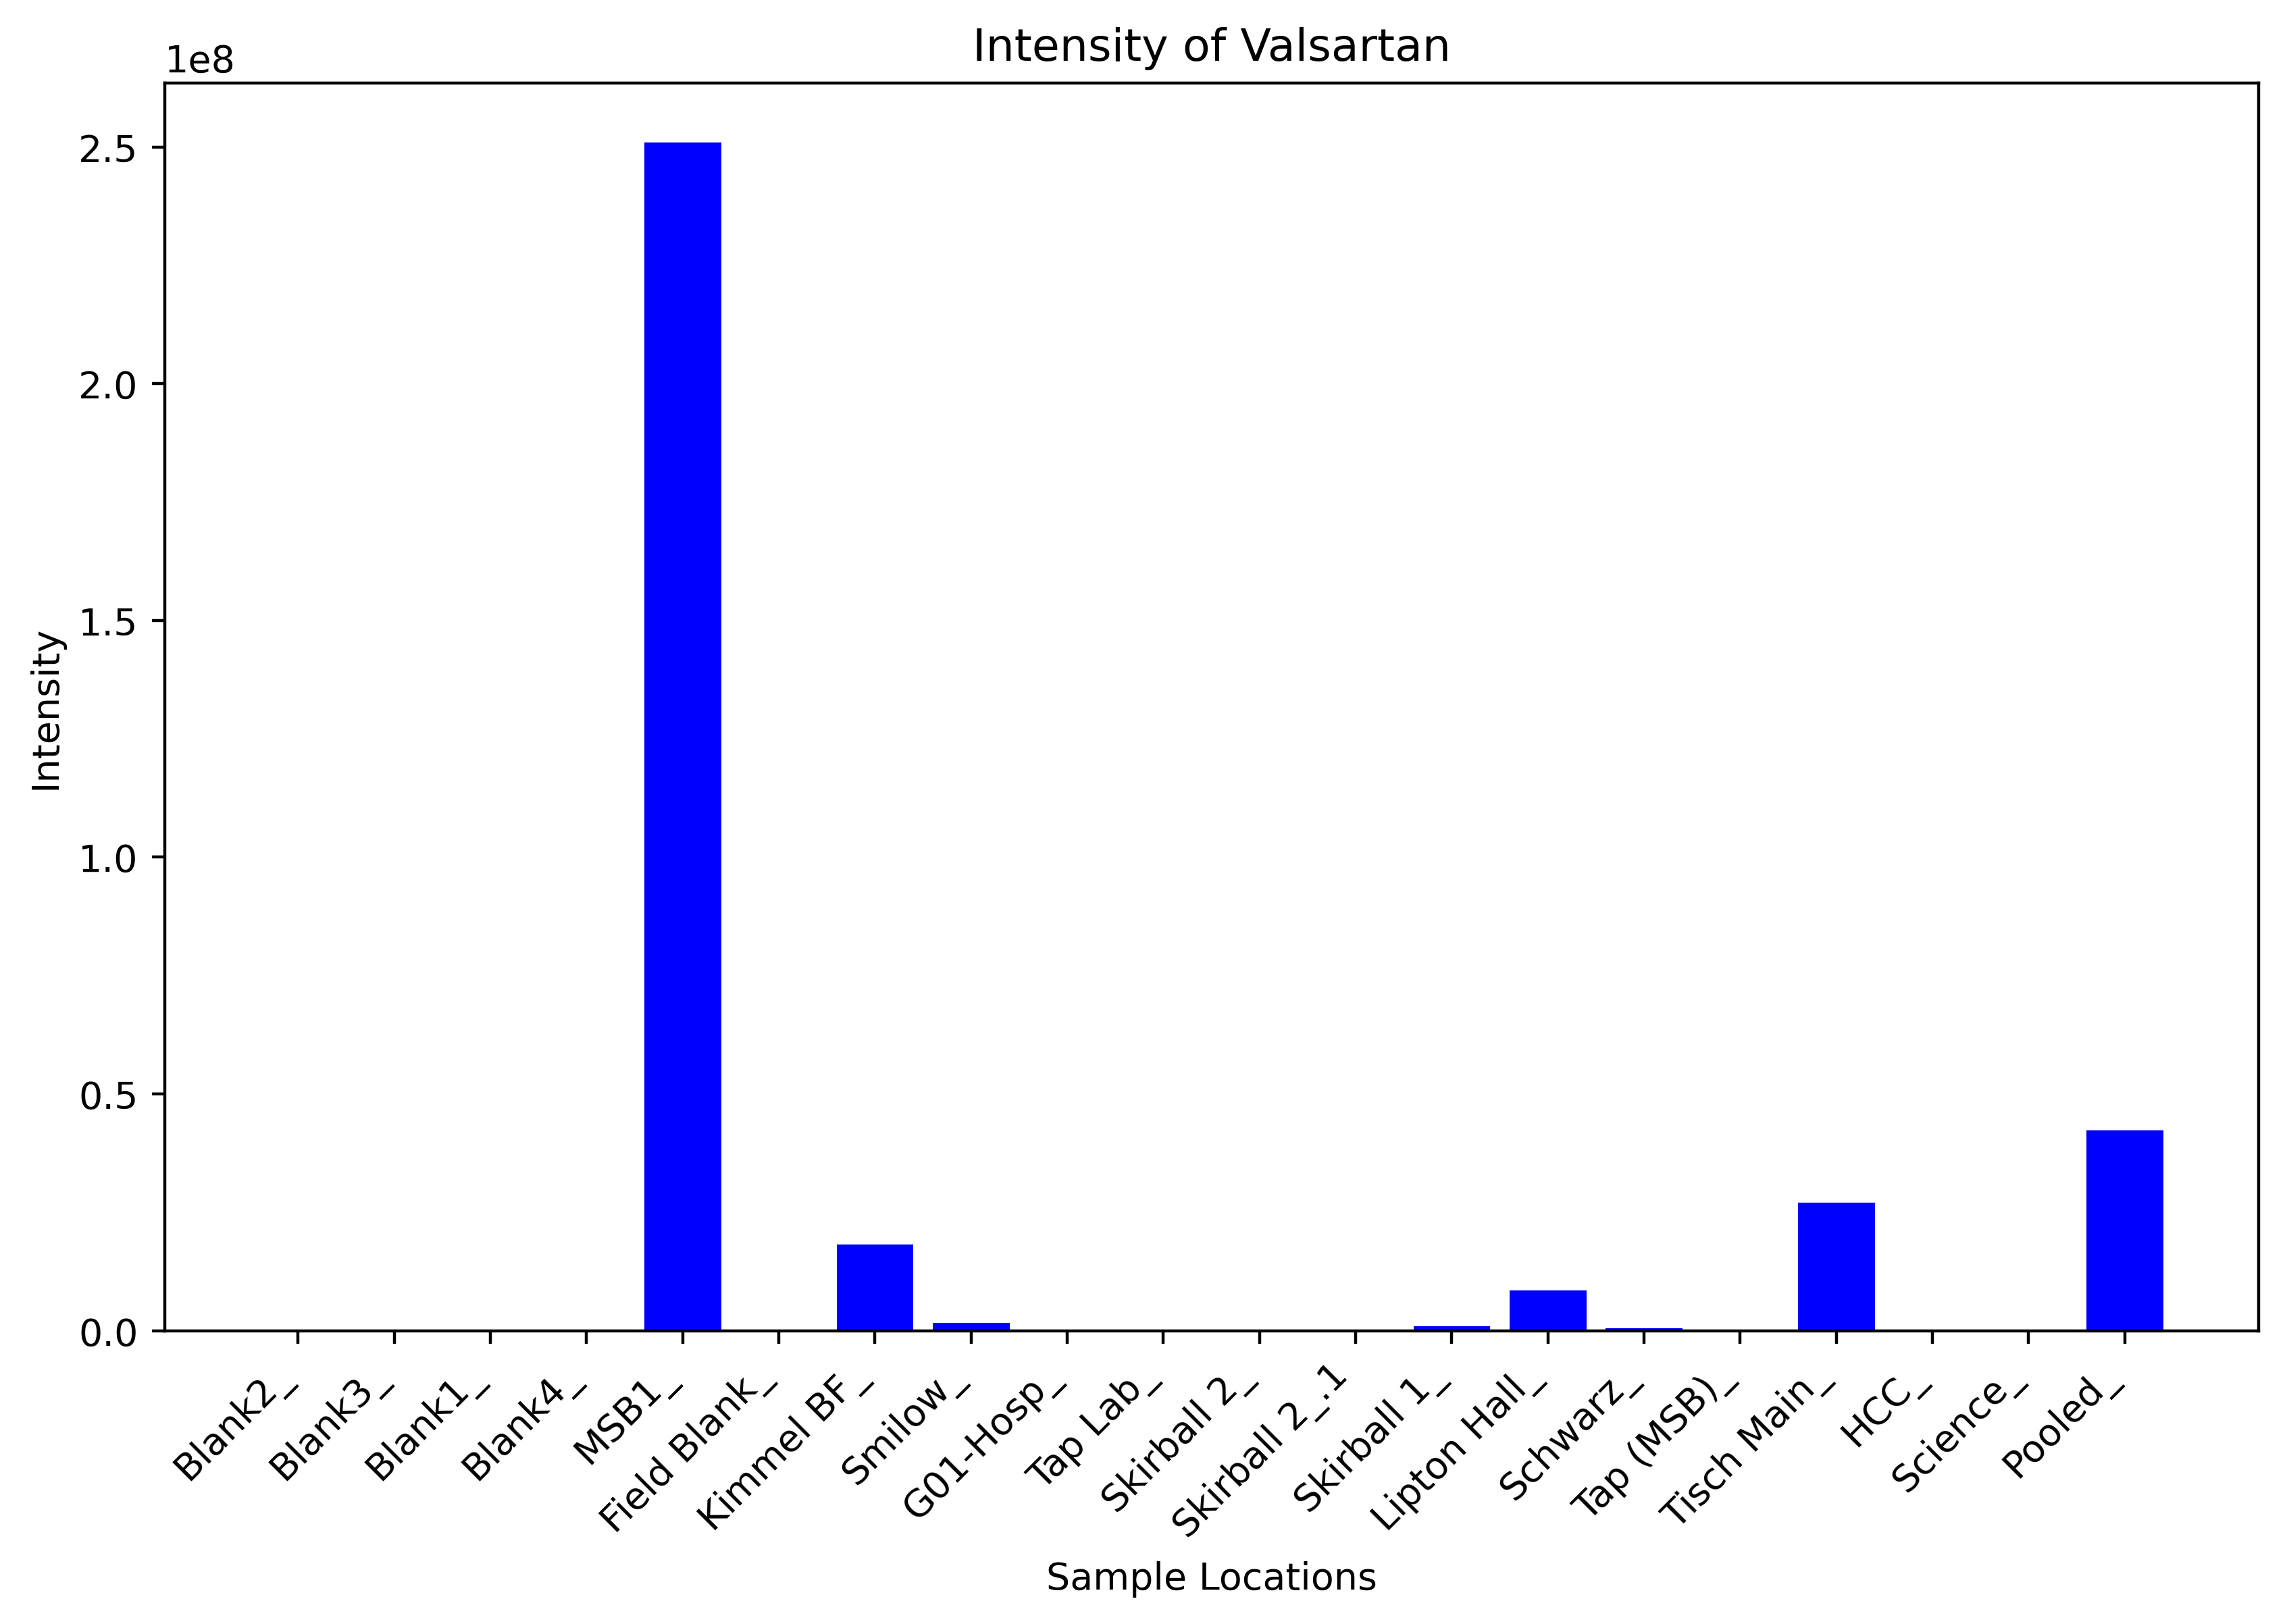 Intensity of Valsartan
1e8
2.5
2.0
1.5
1.0
0.5
0.0
Intensity
Blank2_
Blank3_
Blank1_
Blank4_
MSB1_
Field Blank_
Kimmel BF_
Smilow_
G01-Hosp_
Tap Lab_
Skirball 2_
Skirball 2_.1
Skirball 1_
Lipton Hall_
Schwarz_
Tap (MSB)_
Tisch Main_
HCC_
Science_
Pooled_
Sample Locations